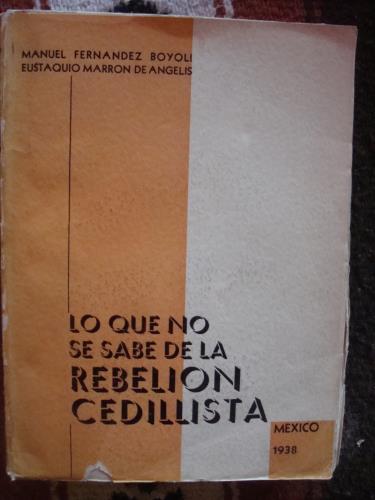 MANUEL FERNANDEZ BOYOLI
EUSTAQUIO MARRON DE ANGELIS
LO QUE NO
SE SABE DE LA
REBELION
CEDILLISTA
MEXICO
1938